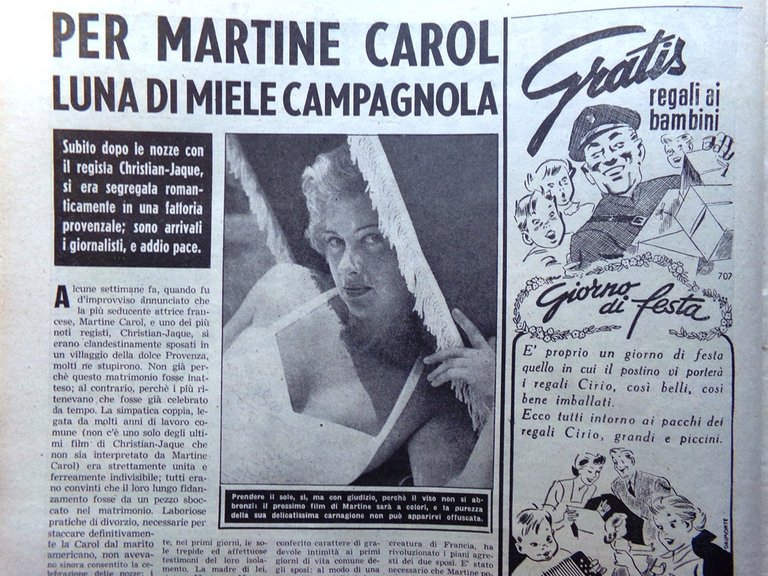 PER MARTINE CAROL
LUNA DI MIELE CAMPAGNOLA
Subito dopo le nozze con
il regista Christian-Jaque,
si era segregata roman-
ticamente in una fattoria
provenzale; sono arrivati
i giornalisti, e addio pace.
Alcune settimane fa, quando fu
d'improvviso annunciato che
la più seducente attrice fran-
cese, Martine Carol, e uno dei più
noti registi, Christian-Jaque, si
erano clandestinamente sposati in
un villaggio della dolce Provenza,
molti ne stupirono. Non già per-
chè questo matrimonio fosse inat-
teso; al contrario, perchè i più ri-
tenevano che fosse già celebrato
da tempo. La simpatica coppia, le-
gata da molti anni di lavoro co-
mune (non c'è uno solo degli ulti-
mi film di Christian-Jaque che
non sia interpretato da Martine
Carol) era strettamente unita e
ferreamente indivisibile; tutti era-
no convinti che il loro lungo fidan-
zamento fosse da un pezzo sboc-
cato nel matrimonio. Laboriose
pratiche di divorzio, necessarie per
staccare definitivamen-
te la Carol dal marito
americano, non aveva-
no sinora consentito la ce-
lebrazione delle nozze; i
Prendere il sole, sì, ma con giudizio, perchè il viso non si ab-
bronzi: il prossimo film di Martine sarà a colori, e la purezza
della sua delicatissima carnagione non può apparirvi offuscata.
te, nei primi giorni, le so-
le trepide ed affettuose
testimoni del loro isola-
mento. La madre di lei,
conferito carattere di gra-
devole intimità ai primi
giorni di vita comune de-
gli sposi: al modo di una
creatura di Francia, ha
rivoluzionato i piani agre-
sti dei due sposi. E' stato
necessario che Martine po-
Gratis
regali ai
bambini
707
Giorno
di festa
E' proprio un giorno di festa
quello in cui il postino vi porterà
i regali Cirio, così belli, così
bene imballati.
Ecco tutti intorno ai pacchi dei
regali Cirio, grandi e piccini.
DALMONTE